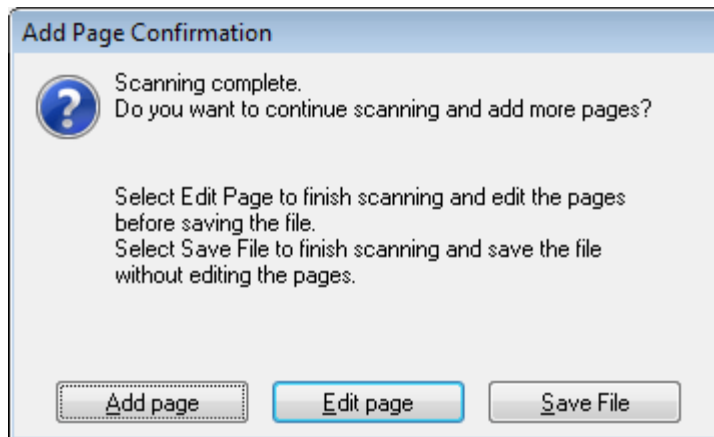 Add Page Confirmation
Scanning complete.
Do you want to continue scanning and add more pages?
Select Edit Page to finish scanning and edit the pages
before saving the file.
Select Save File to finish scanning and save the file
without editing the pages.
Add page
Edit page
Save File